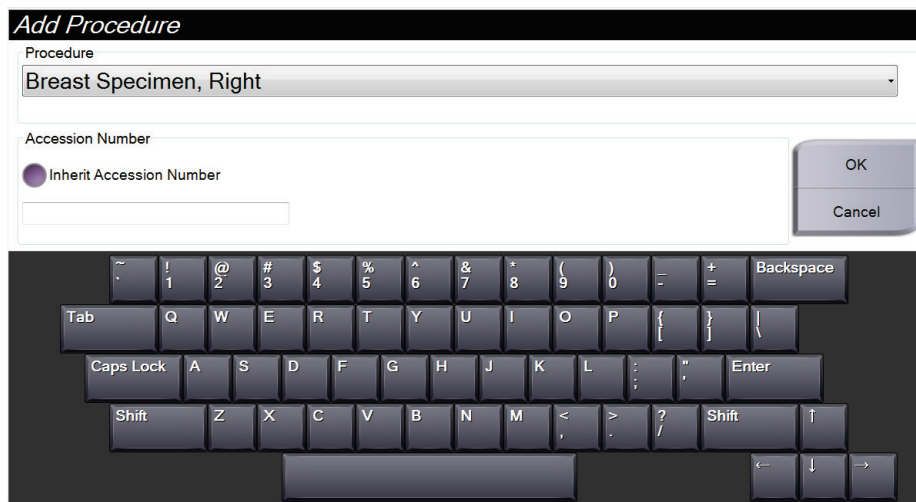 Add Procedure
Procedure
Breast Specimen, Right
Accession Number
Inherit Accession Number
OK
Cancel
~ ! @ # $ % ^ & * ( ) _ + Backspace
` 1 2 3 4 5 6 7 8 9 0 - =
Tab Q W E R T Y U I O P { } |
[ ] \
Caps Lock A S D F G H J K L : " Enter
; '
Shift Z X C V B N M < > ? Shift ↑
, . /
← ↓ →